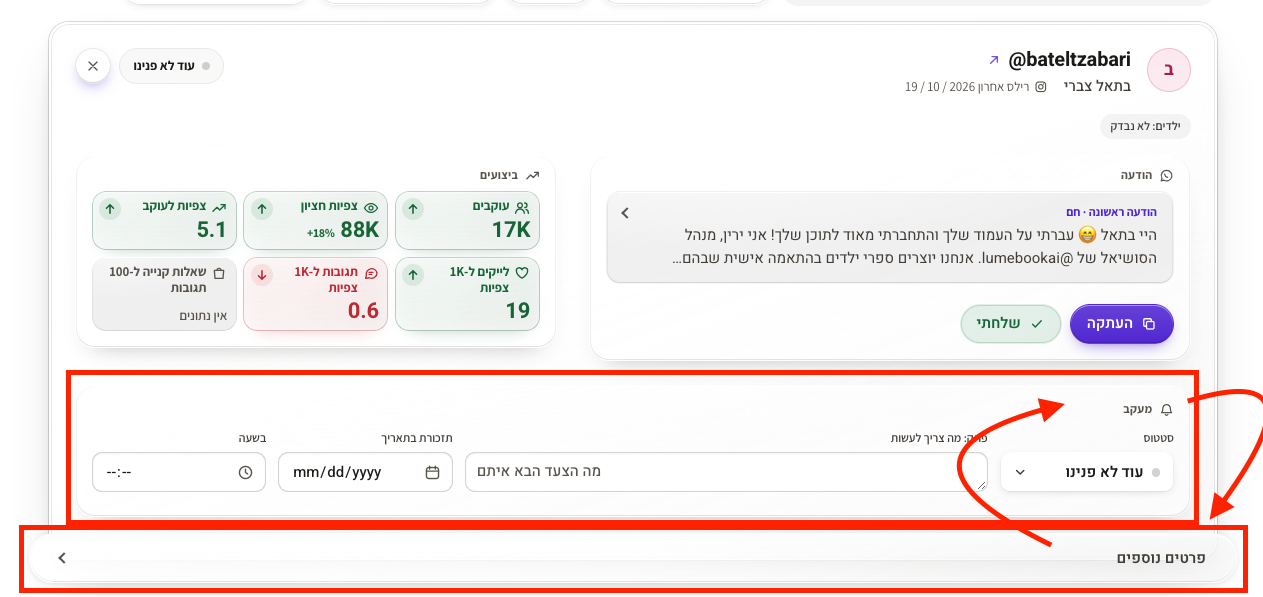 ב
@bateltzabari
בתאל צברי
רילס אחרון 2026 / 10 / 19
עוד לא פנינו
ילדים: לא נבדק
הודעה
הודעה ראשונה · חם
היי בתאל 😁 עברתי על העמוד שלך והתחברתי מאוד לתוכן שלך! אני ירין, מנהל
הסושיאל של @lumebookai. אנחנו יוצרים ספרי ילדים בהתאמה אישית שבהם...
העתקה
שלחתי
ביצועים
עוקבים
17K
צפיות חציון
88K +18%
צפיות לעוקב
5.1
לייקים ל-1K
צפיות
19
תגובות ל-1K
צפיות
0.6
שאלות קנייה ל-100
תגובות
אין נתונים
מעקב
סטטוס
עוד לא פנינו
מה צריך לעשות
מה הצעד הבא איתם
תזכורת בתאריך
mm/dd/yyyy
בשעה
--:--
פרטים נוספים